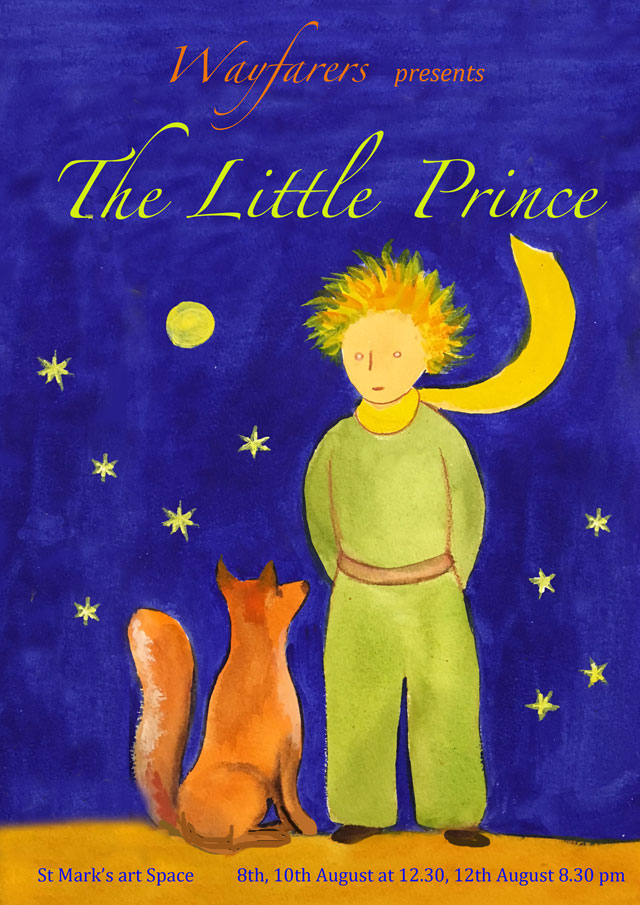 Wayfarers presents
The Little Prince
St Mark's art Space 8th, 10th August at 12.30, 12th August 8.30 pm